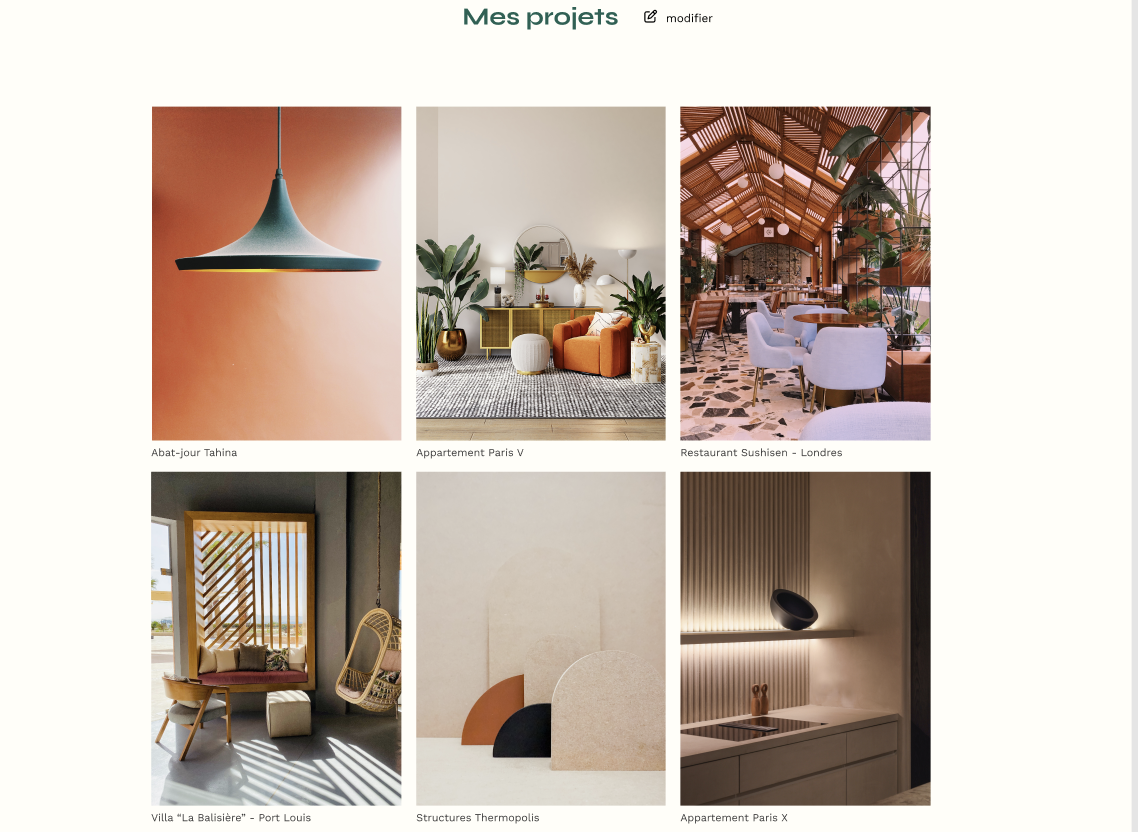 Mes projets modifier
Abat-jour Tahina
Appartement Paris V
Restaurant Sushisen - Londres
Villa “La Balisière” - Port Louis
Structures Thermopolis
Appartement Paris X